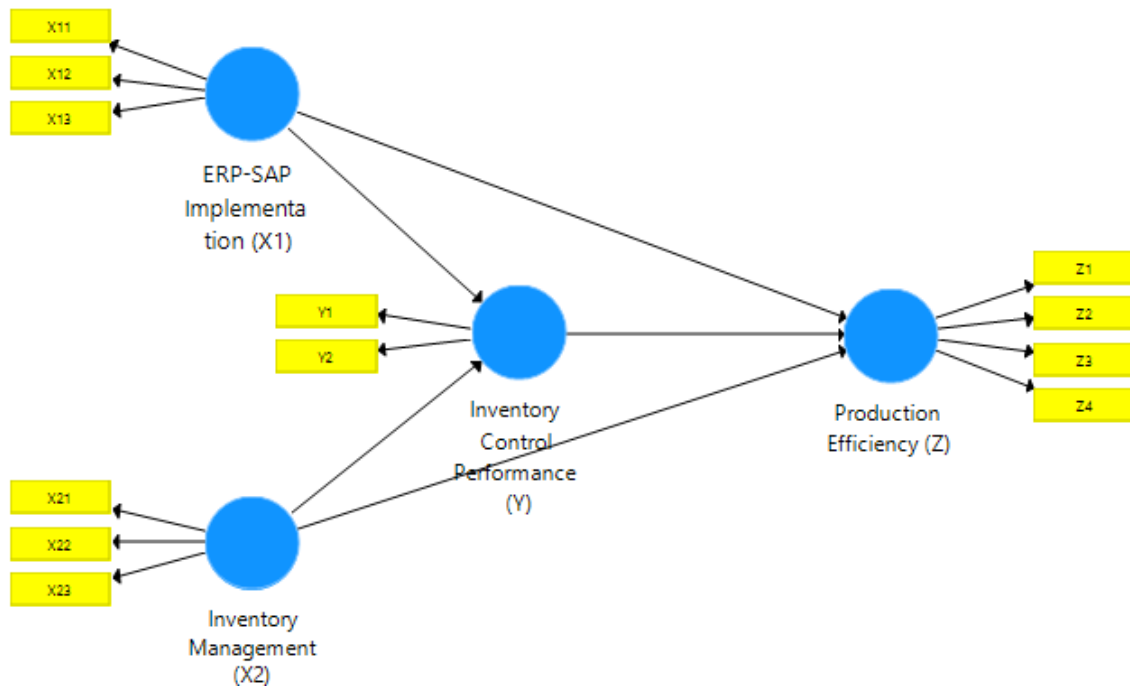 X11
X12
X13
ERP-SAP
Implementa
tion (X1)
Y1
Y2
Inventory
Control
Performance
(Y)
Z1
Z2
Z3
Z4
Production
Efficiency (Z)
X21
X22
X23
Inventory
Management
(X2)